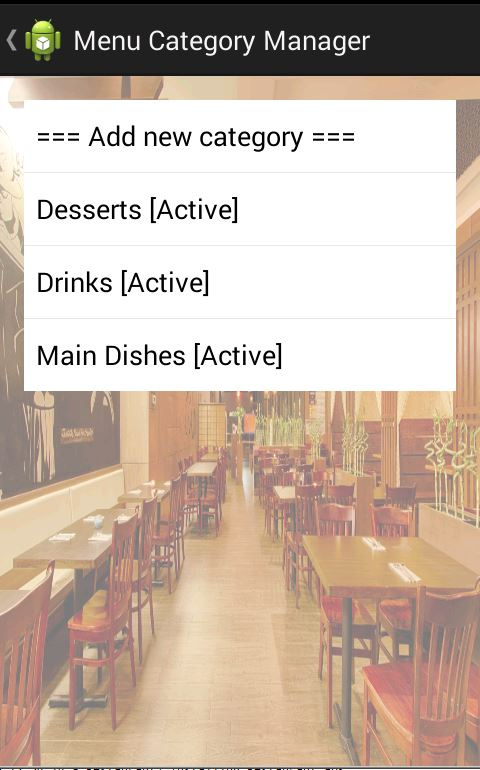 Menu Category Manager
=== Add new category ===
Desserts [Active]
Drinks [Active]
Main Dishes [Active]